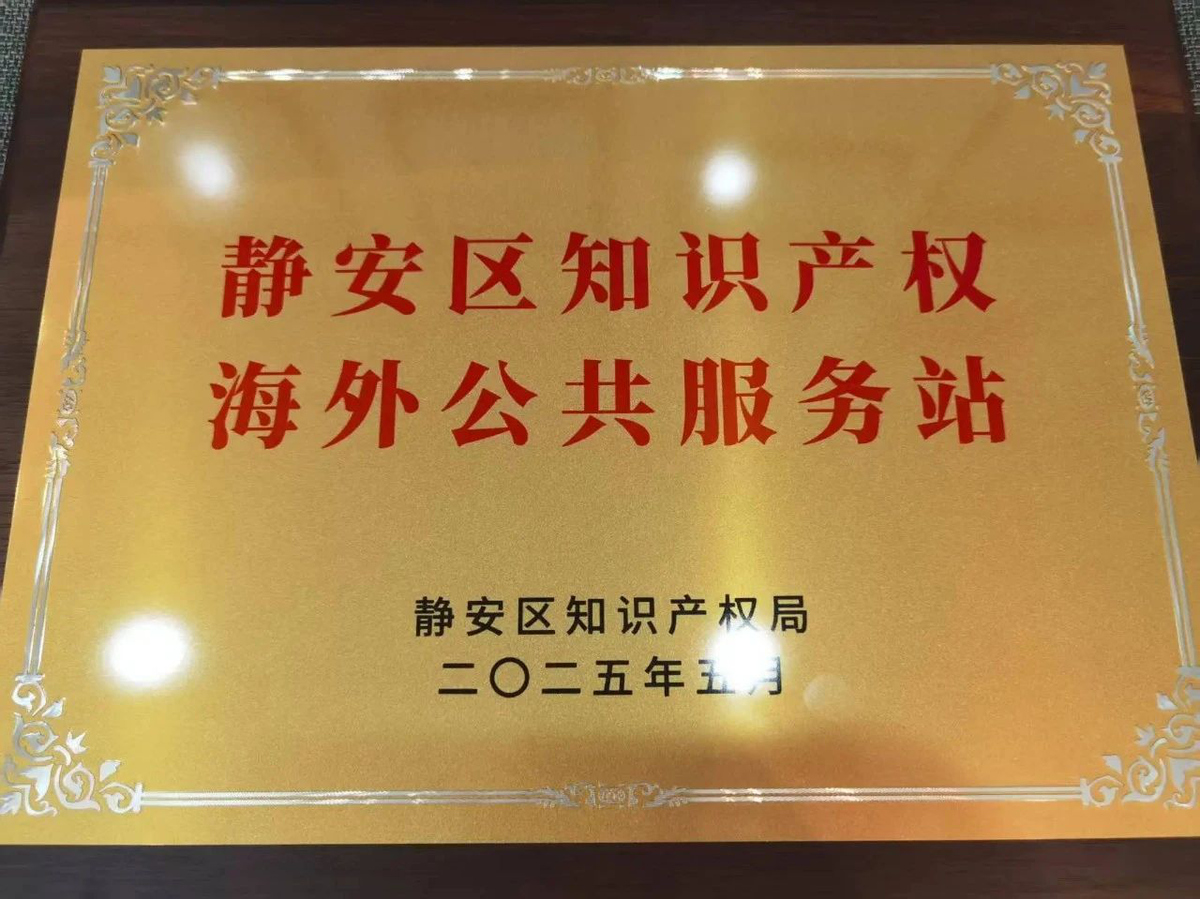 静安区知识产权
海外公共服务站
静安区知识产权局
二〇二五年五月